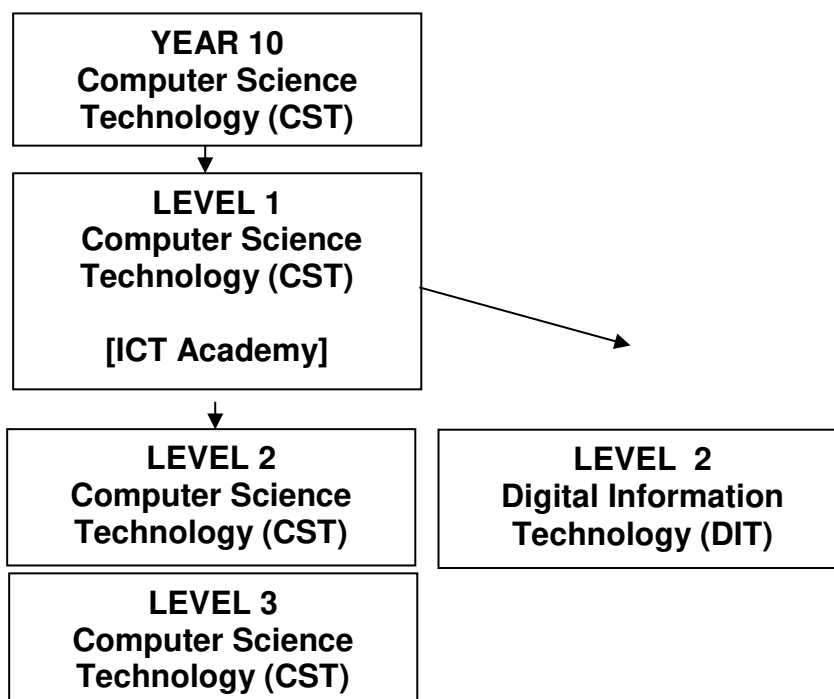 YEAR 10
Computer Science
Technology (CST)
LEVEL 1
Computer Science
Technology (CST)
[ICT Academy]
LEVEL 2
Computer Science
Technology (CST)
LEVEL 2
Digital Information
Technology (DIT)
LEVEL 3
Computer Science
Technology (CST)